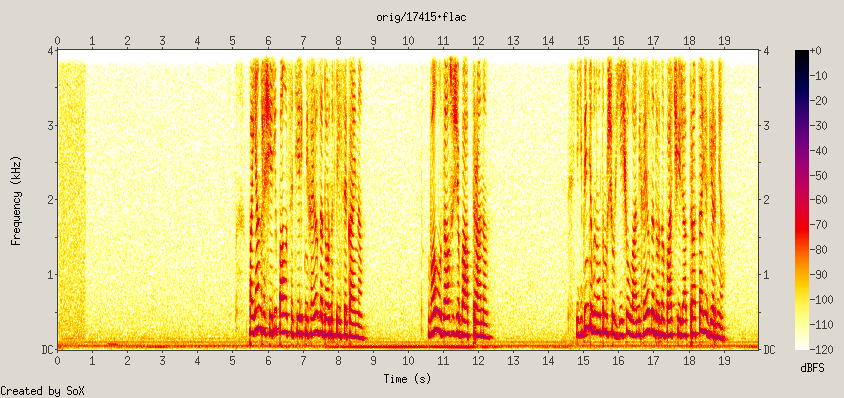 orig/17415•flac
0 1 2 3 4 5 6 7 8 9 10 11 12 13 14 15 16 17 18 19
4 4 +0
-10
-20
3 3 -30
-40
Frequency (kHz) 2 2 -50
-60
-70
1 1 -80
-90
-100
-110
DC DC -120
0 1 2 3 4 5 6 7 8 9 10 11 12 13 14 15 16 17 18 19
Time (s) dBFS
Created by SoX